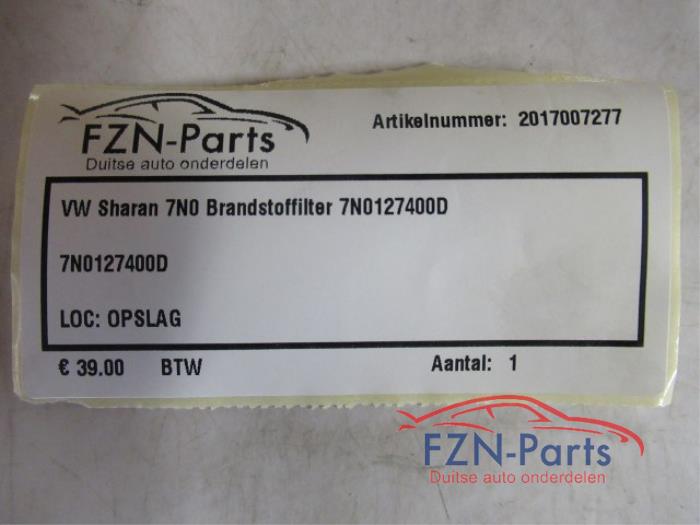 FZN-Parts
Duitse auto onderdelen
Artikelnummer: 2017007277
VW Sharan 7N0 Brandstoffilter 7N0127400D
7N0127400D
LOC: OPSLAG
€ 39.00 BTW Aantal: 1
FZN-Parts
Duitse auto onderdelen